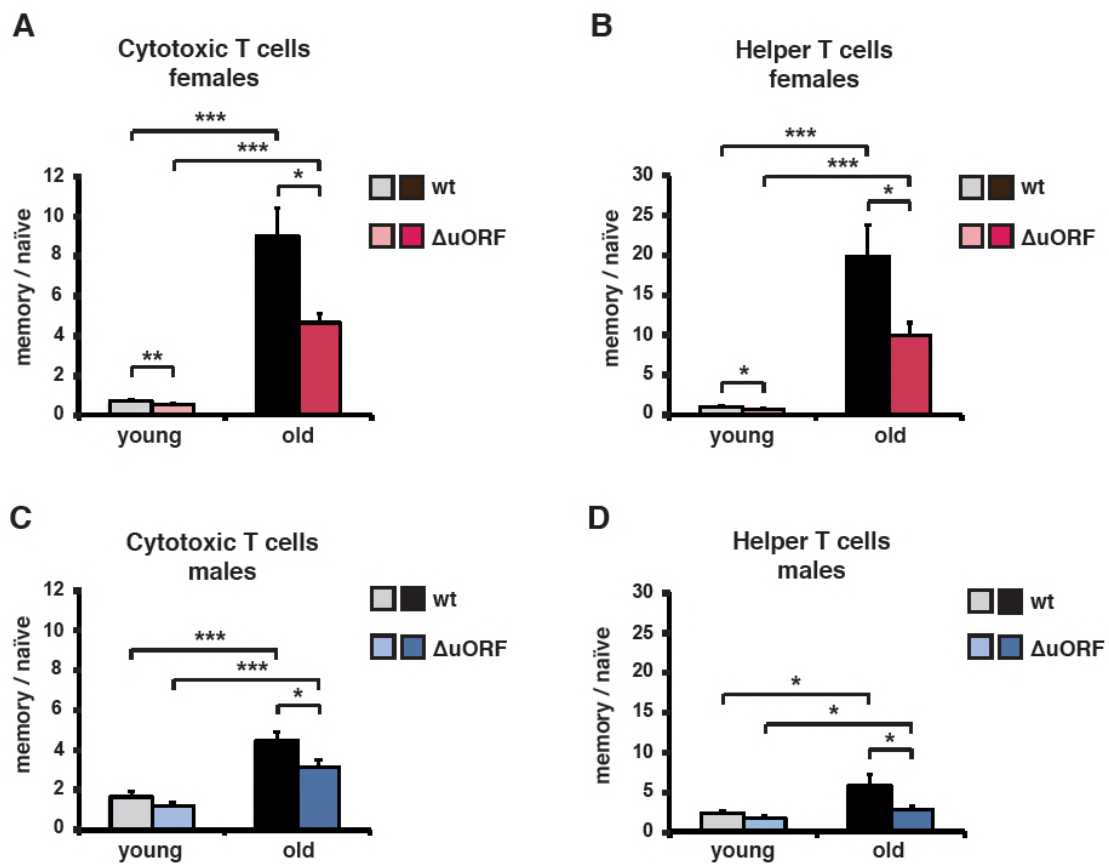 A
Cytotoxic T cells
females
***
***
*
**
12
10
8
6
4
2
0
memory / naïve
young
old
wt
ΔuORF
B
Helper T cells
females
***
***
*
*
30
25
20
15
10
5
0
memory / naïve
young
old
wt
ΔuORF
C
Cytotoxic T cells
males
***
***
*
12
10
8
6
4
2
0
memory / naïve
young
old
wt
ΔuORF
D
Helper T cells
males
*
*
*
30
25
20
15
10
5
0
memory / naïve
young
old
wt
ΔuORF